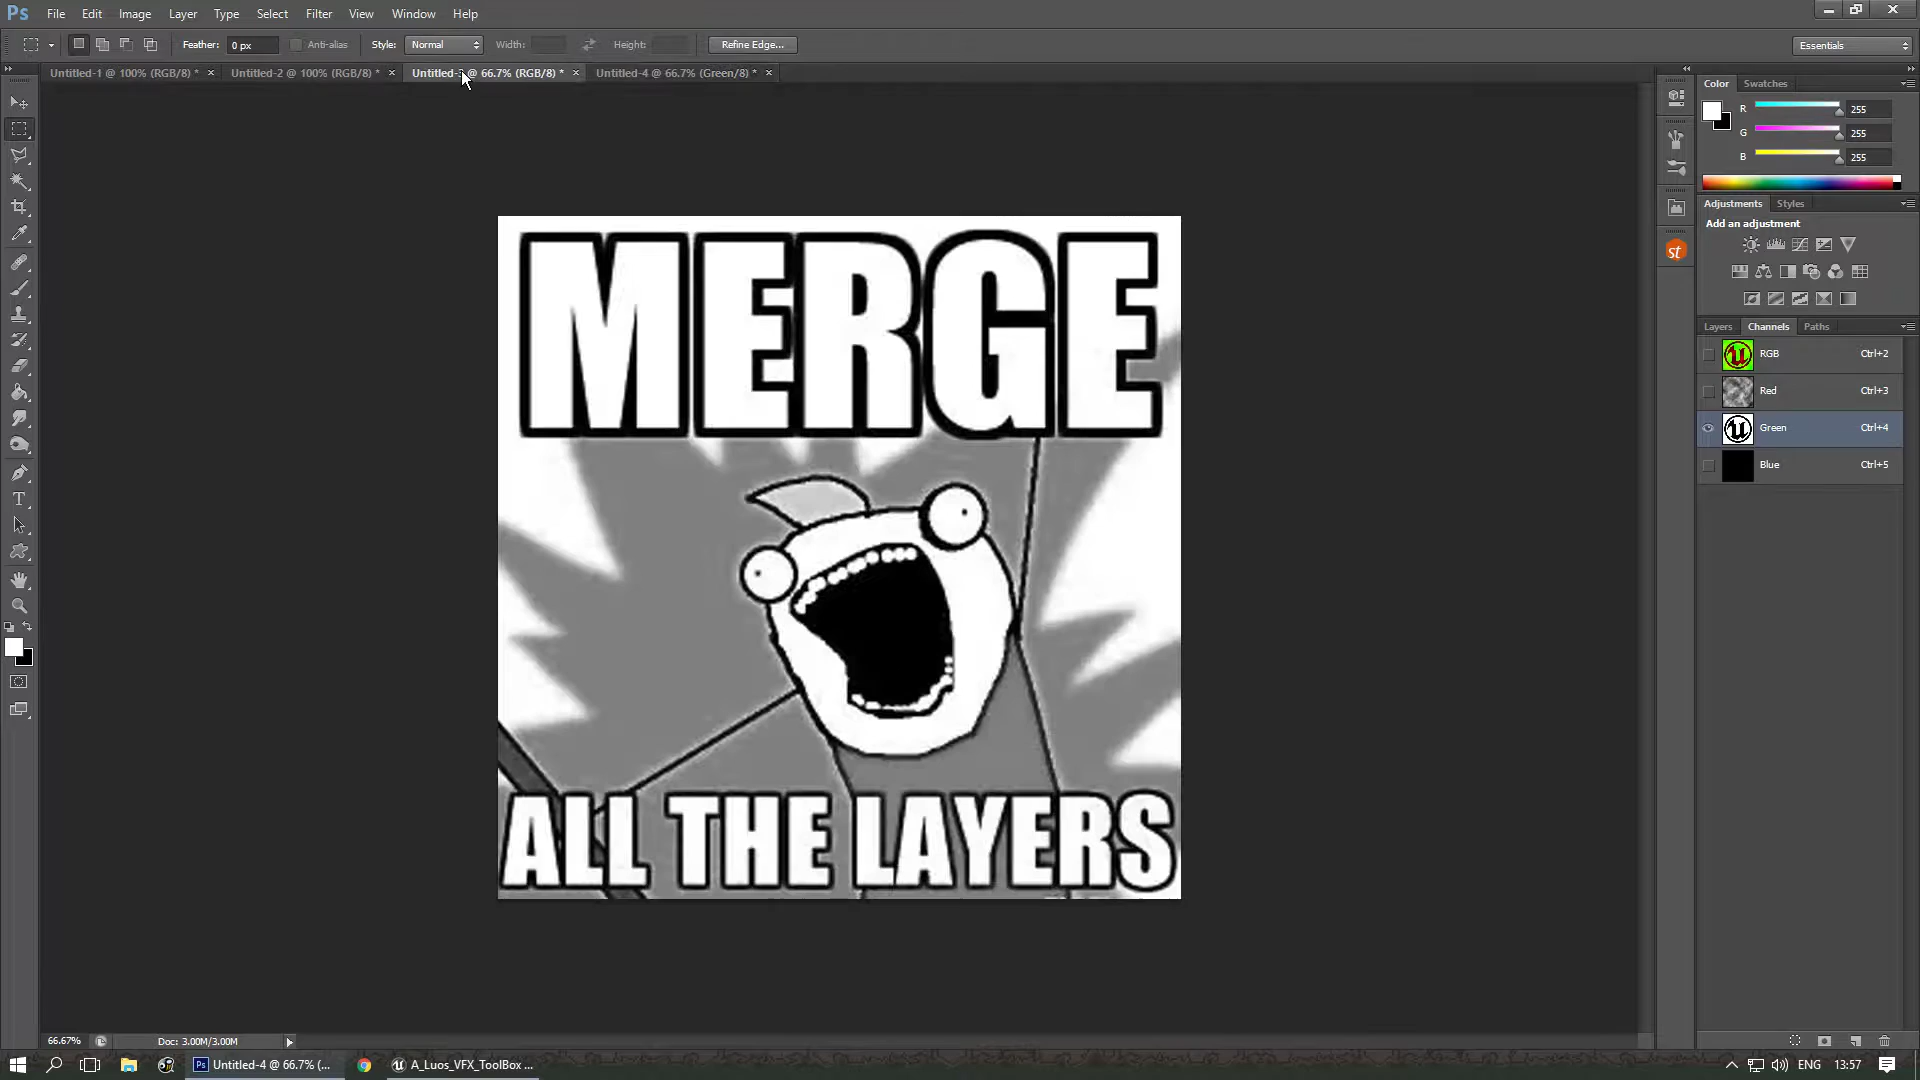 Ps File Edit Image Layer Type Select Filter View Window Help
Feather: 0 px Anti-alias Style: Normal Width: Height: Refine Edge... Essentials
Untitled-1 @ 100% (RGB/8) * × Untitled-2 @ 100% (RGB/8) * × Untitled-3 @ 66.7% (RGB/8) * × Untitled-4 @ 66.7% (Green/8) * ×
Color Swatches
R 255
G 255
B 255
Adjustments Styles
Add an adjustment
st
Layers Channels Paths
RGB Ctrl+2
Red Ctrl+3
Green Ctrl+4
Blue Ctrl+5
MERGE
ALL THE LAYERS
66.67% Doc: 3.00M/3.00M
Ps Untitled-4 @ 66.7% (... A_Luos_VFX_ToolBox ... ENG 13:57